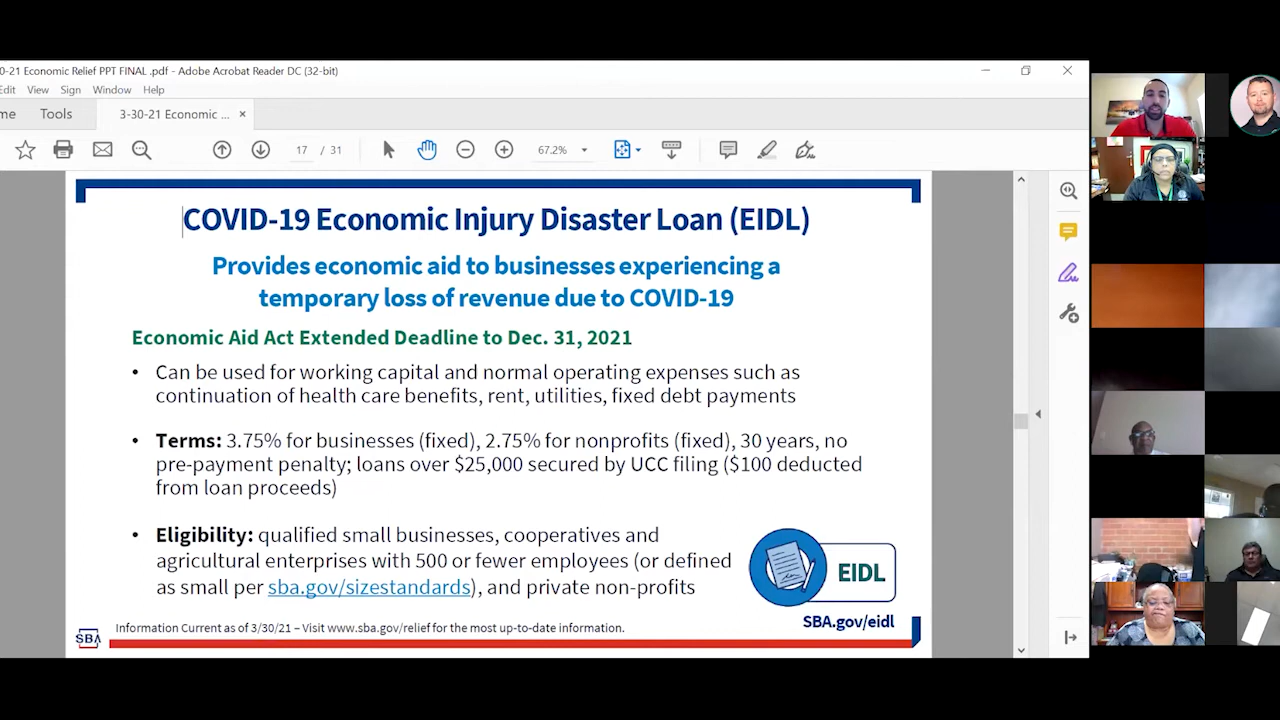 0-21 Economic Relief PPT FINAL .pdf - Adobe Acrobat Reader DC (32-bit)
Edit View Sign Window Help
me Tools 3-30-21 Economic ... ×
17 / 31 67.2%
COVID-19 Economic Injury Disaster Loan (EIDL)
Provides economic aid to businesses experiencing a
temporary loss of revenue due to COVID-19
Economic Aid Act Extended Deadline to Dec. 31, 2021
• Can be used for working capital and normal operating expenses such as
continuation of health care benefits, rent, utilities, fixed debt payments
• Terms: 3.75% for businesses (fixed), 2.75% for nonprofits (fixed), 30 years, no
pre-payment penalty; loans over $25,000 secured by UCC filing ($100 deducted
from loan proceeds)
• Eligibility: qualified small businesses, cooperatives and
agricultural enterprises with 500 or fewer employees (or defined
as small per sba.gov/sizestandards), and private non-profits
EIDL
SBA.gov/eidl
SBA
Information Current as of 3/30/21 – Visit www.sba.gov/relief for the most up-to-date information.